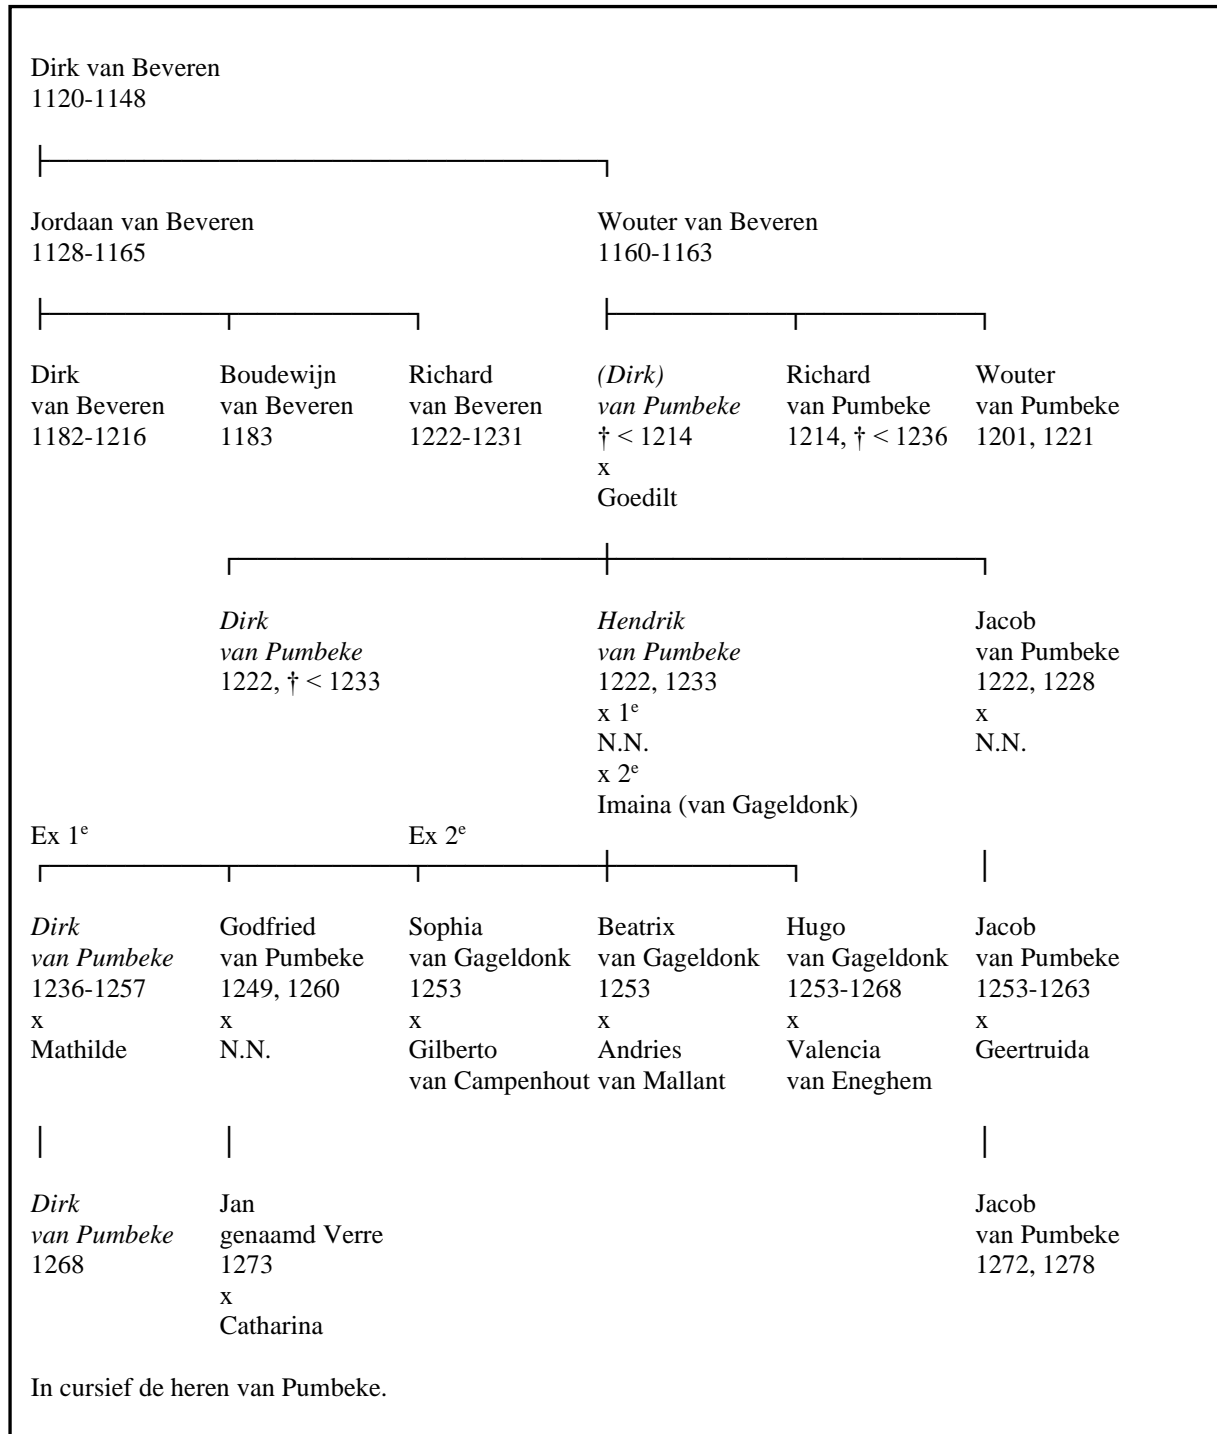 Dirk van Beveren
1120-1148
Jordaan van Beveren
1128-1165
Wouter van Beveren
1160-1163
Dirk
van Beveren
1182-1216
Boudewijn
van Beveren
1183
Richard
van Beveren
1222-1231
(Dirk)
van Pumbeke
† < 1214
x
Goedilt
Richard
van Pumbeke
1214, † < 1236
Wouter
van Pumbeke
1201, 1221
Dirk
van Pumbeke
1222, † < 1233
Hendrik
van Pumbeke
1222, 1233
x 1e
N.N.
x 2e
Imaina (van Gageldonk)
Jacob
van Pumbeke
1222, 1228
x
N.N.
Ex 1e
Ex 2e
Dirk
van Pumbeke
1236-1257
x
Mathilde
Godfried
van Pumbeke
1249, 1260
x
N.N.
Sophia
van Gageldonk
1253
x
Gilberto
van Campenhout
Beatrix
van Gageldonk
1253
x
Andries
van Mallant
Hugo
van Gageldonk
1253-1268
x
Valencia
van Eneghem
Jacob
van Pumbeke
1253-1263
x
Geertruida
Dirk
van Pumbeke
1268
Jan
genaamd Verre
1273
x
Catharina
Jacob
van Pumbeke
1272, 1278
In cursief de heren van Pumbeke.